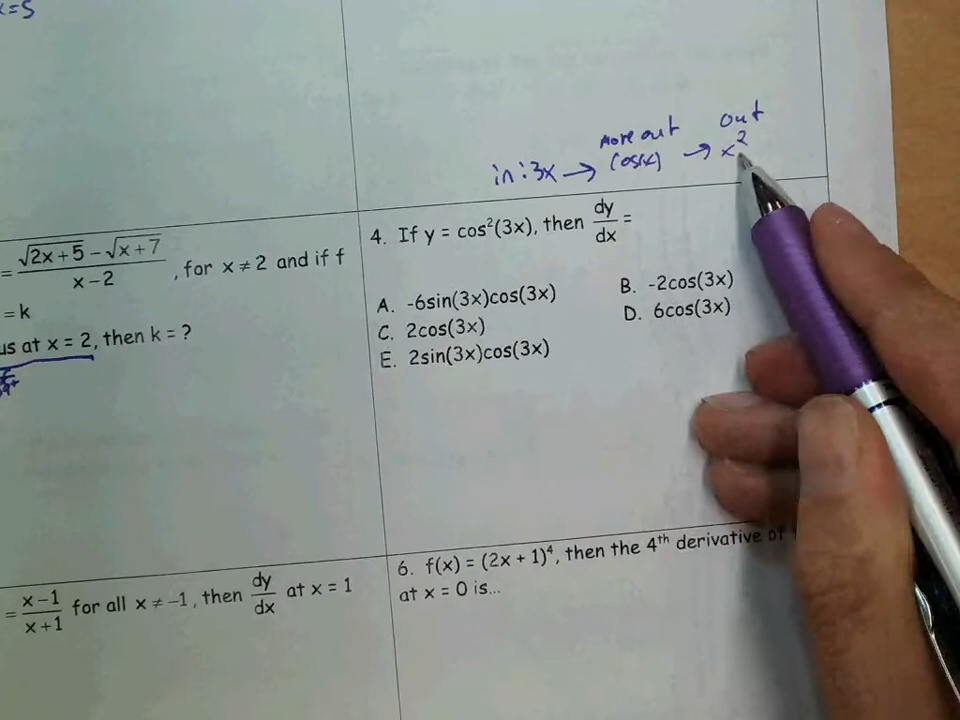 x=5
in: 3x → more out cos(x) → out x²
= (√(2x+5) − √(x+7))/(x−2), for x ≠ 2 and if f
= k
us at x = 2, then k = ?
4. If y = cos²(3x), then dy/dx =
A. -6sin(3x)cos(3x)
B. -2cos(3x)
C. 2cos(3x)
D. 6cos(3x)
E. 2sin(3x)cos(3x)
= (x−1)/(x+1) for all x ≠ −1, then dy/dx at x = 1
6. f(x) = (2x + 1)⁴, then the 4th derivative of
at x = 0 is...